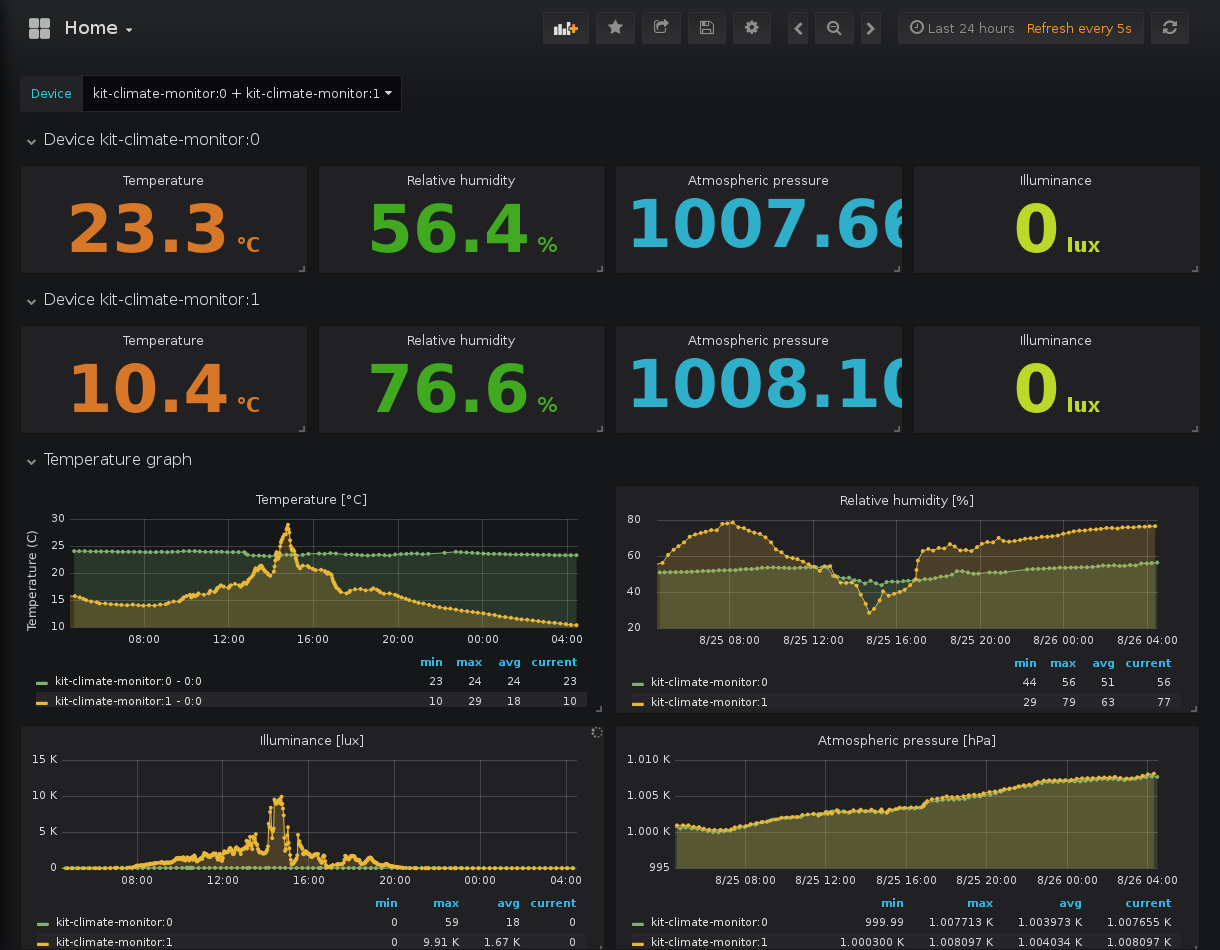 Home
Last 24 hours Refresh every 5s
Device kit-climate-monitor:0 + kit-climate-monitor:1
Device kit-climate-monitor:0
Temperature Relative humidity Atmospheric pressure Illuminance
23.3 °C 56.4 % 1007.66 0 lux
Device kit-climate-monitor:1
Temperature Relative humidity Atmospheric pressure Illuminance
10.4 °C 76.6 % 1008.10 0 lux
Temperature graph
Temperature [°C]
Temperature (C)
30
25
20
15
10
08:00 12:00 16:00 20:00 00:00 04:00
min max avg current
kit-climate-monitor:0 - 0:0 23 24 24 23
kit-climate-monitor:1 - 0:0 10 29 18 10
Relative humidity [%]
80
60
40
20
8/25 08:00 8/25 12:00 8/25 16:00 8/25 20:00 8/26 00:00 8/26 04:00
min max avg current
kit-climate-monitor:0 44 56 51 56
kit-climate-monitor:1 29 79 63 77
Illuminance [lux]
15 K
10 K
5 K
0
08:00 12:00 16:00 20:00 00:00 04:00
min max avg current
kit-climate-monitor:0 0 59 18 0
kit-climate-monitor:1 0 9.91 K 1.67 K 0
Atmospheric pressure [hPa]
1.010 K
1.005 K
1.000 K
995
8/25 08:00 8/25 12:00 8/25 16:00 8/25 20:00 8/26 00:00 8/26 04:00
min max avg current
kit-climate-monitor:0 999.99 1.007713 K 1.003973 K 1.007655 K
kit-climate-monitor:1 1.000300 K 1.008097 K 1.004034 K 1.008097 K